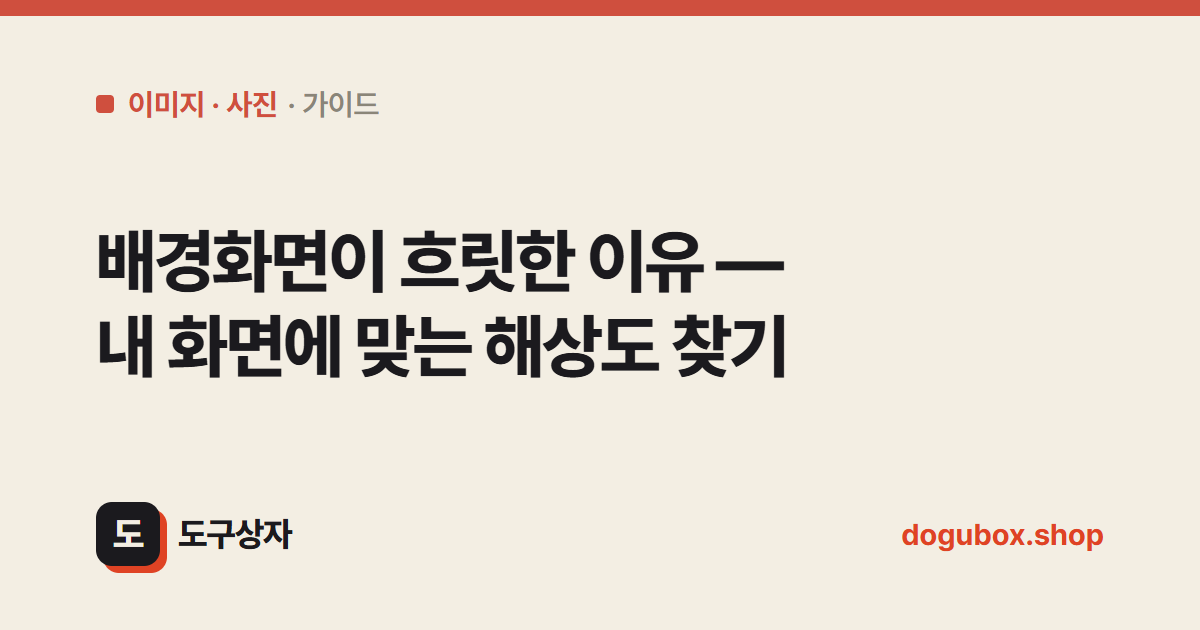 이미지 · 사진 · 가이드
배경화면이 흐릿한 이유 —
내 화면에 맞는 해상도 찾기
도 도구상자
dogubox.shop